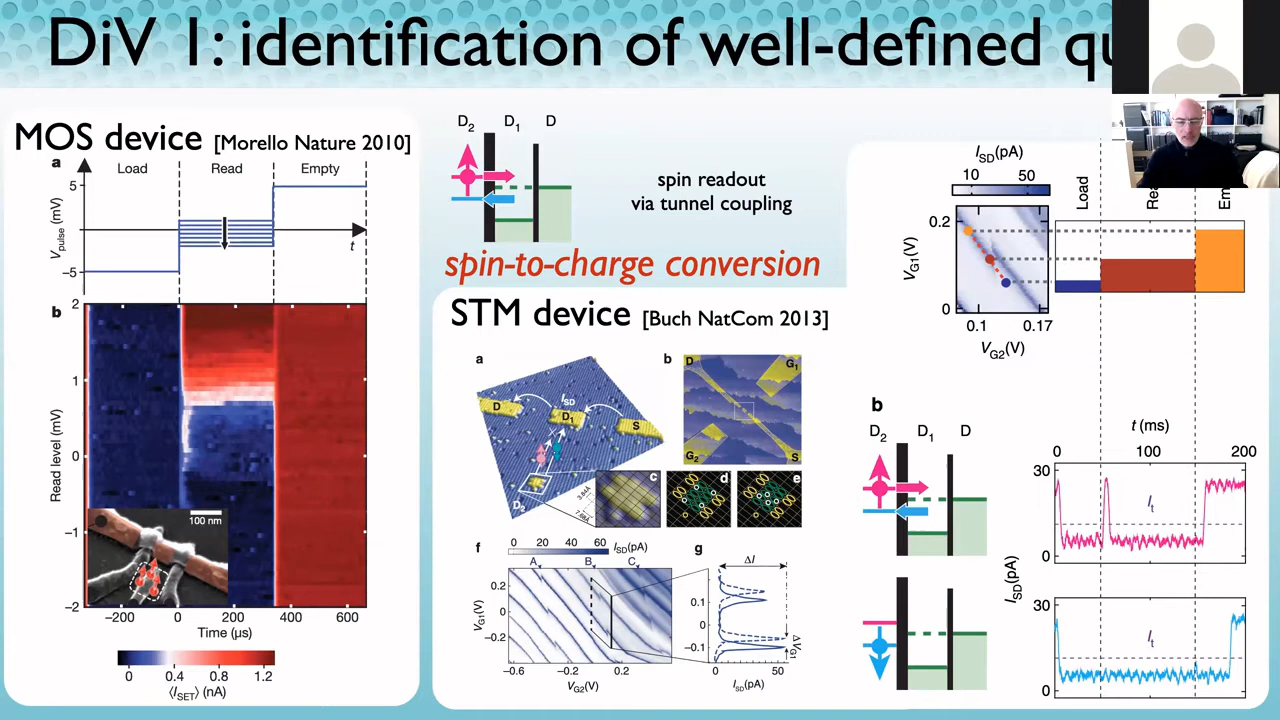 DiV 1: identification of well-defined qu
MOS device [Morello Nature 2010]
a
Load
Read
Empty
5
0
−5
Vpulse (mV)
t
b
2
1
0
−1
−2
Read level (mV)
100 nm
−200
0
200
400
600
Time (µs)
0
0.4
0.8
1.2
⟨ISET⟩ (nA)
D2
D1
D
spin readout
via tunnel coupling
spin-to-charge conversion
STM device [Buch NatCom 2013]
a
D
ISD
D1
S
D2
b
D
G1
G2
S
c
d
e
f
0 20 40 60 ISD(pA)
A
B
C
0.2
0
−0.2
VG1(V)
−0.6
−0.2
0.2
VG2(V)
g
ΔI
0.1
0
−0.1
ΔVG1
0
50
ISD(pA)
ISD(pA)
10 50
0.2
0
VG1(V)
0.1 0.17
VG2(V)
Load
b
D2
D1
D
t (ms)
0 100 200
30
0
It
30
0
It
ISD(pA)